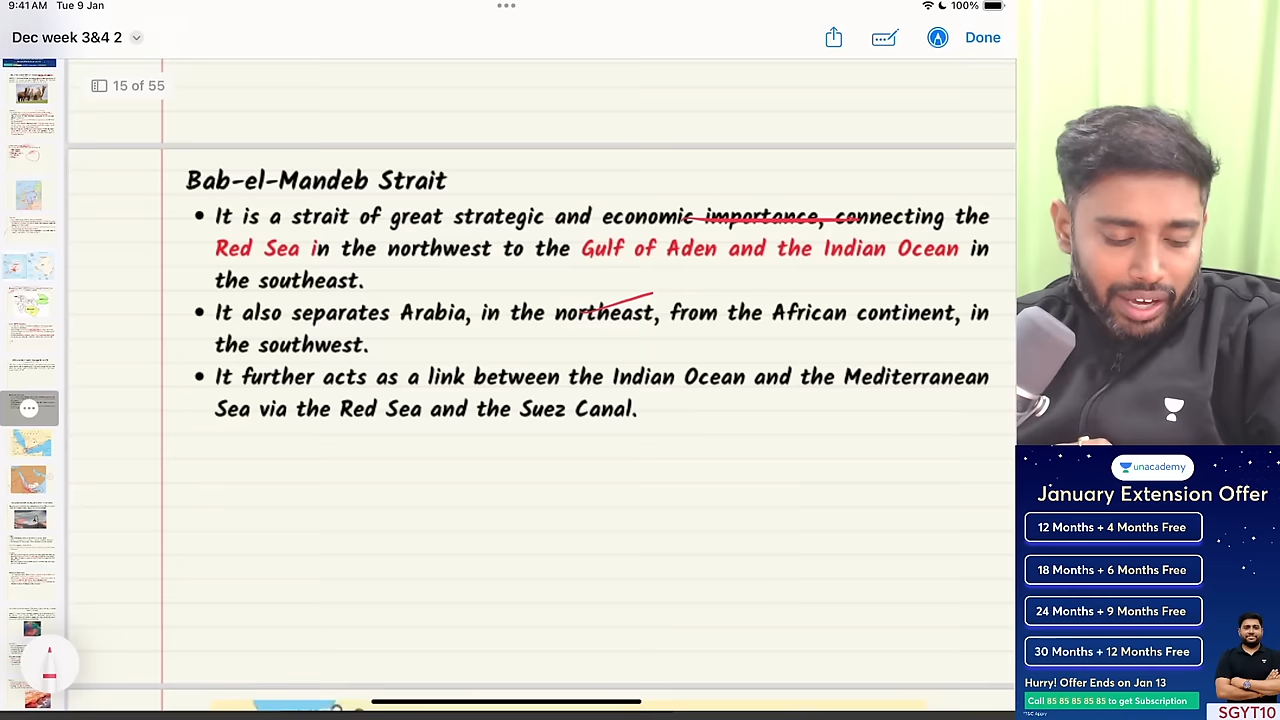 9:41 AM Tue 9 Jan
100%
Dec week 3&4 2
Done
15 of 55
Bab-el-Mandeb Strait
• It is a strait of great strategic and economic importance, connecting the
Red Sea in the northwest to the Gulf of Aden and the Indian Ocean in
the southeast.
• It also separates Arabia, in the northeast, from the African continent, in
the southwest.
• It further acts as a link between the Indian Ocean and the Mediterranean
Sea via the Red Sea and the Suez Canal.
unacademy
January Extension Offer
12 Months + 4 Months Free
18 Months + 6 Months Free
24 Months + 9 Months Free
30 Months + 12 Months Free
Hurry! Offer Ends on Jan 13
Call 85 85 85 85 85 to get Subscription
SGYT10